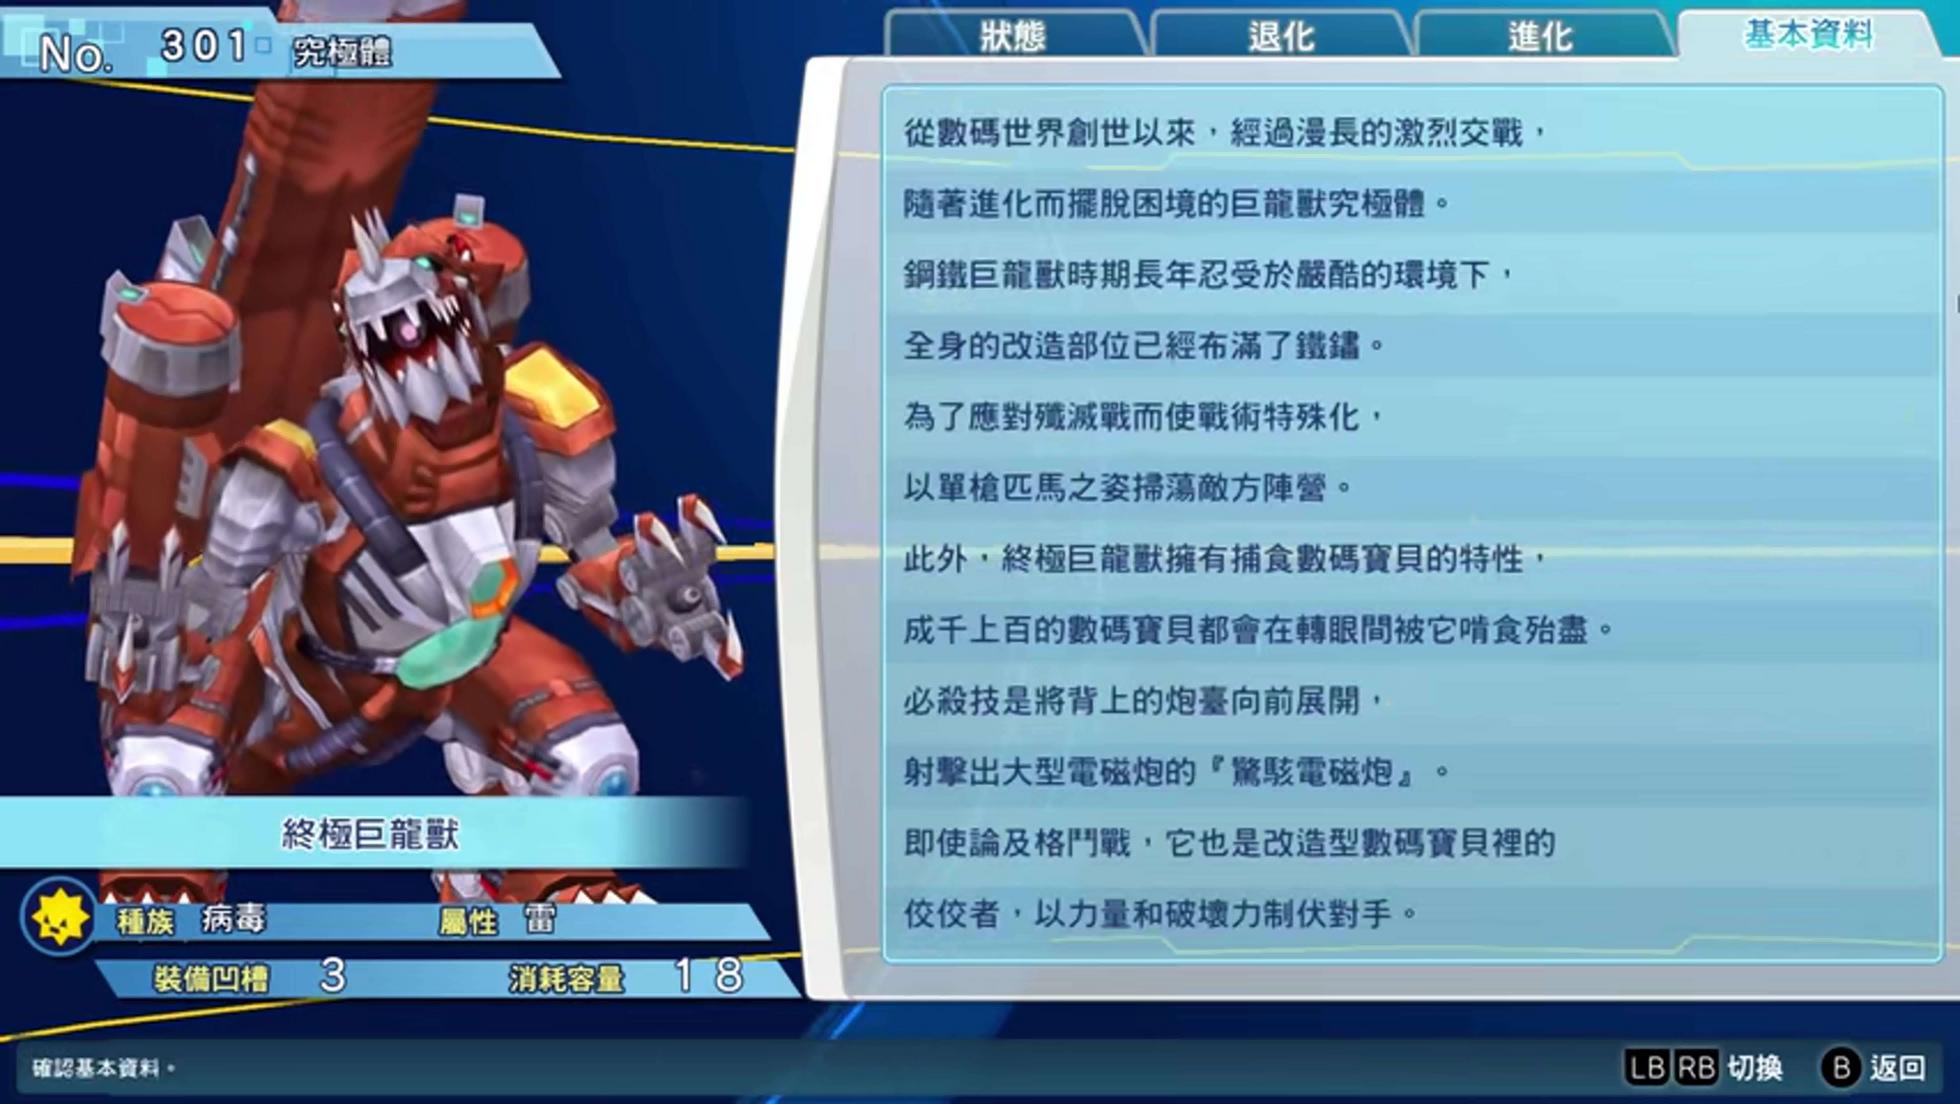 No. 301 究極體
狀態 退化 進化 基本資料
從數碼世界創世以來，經過漫長的激烈交戰，
隨著進化而擺脫困境的巨龍獸究極體。
鋼鐵巨龍獸時期長年忍受於嚴酷的環境下，
全身的改造部位已經布滿了鐵鏽。
為了應對殲滅戰而使戰術特殊化，
以單槍匹馬之姿掃蕩敵方陣營。
此外，終極巨龍獸擁有捕食數碼寶貝的特性，
成千上百的數碼寶貝都會在轉眼間被它啃食殆盡。
必殺技是將背上的炮臺向前展開，
射擊出大型電磁炮的『驚駭電磁炮』。
即使論及格鬥戰，它也是改造型數碼寶貝裡的
佼佼者，以力量和破壞力制伏對手。
終極巨龍獸
種族 病毒 屬性 雷
裝備凹槽 3 消耗容量 18
確認基本資料。
LB RB 切換 B 返回